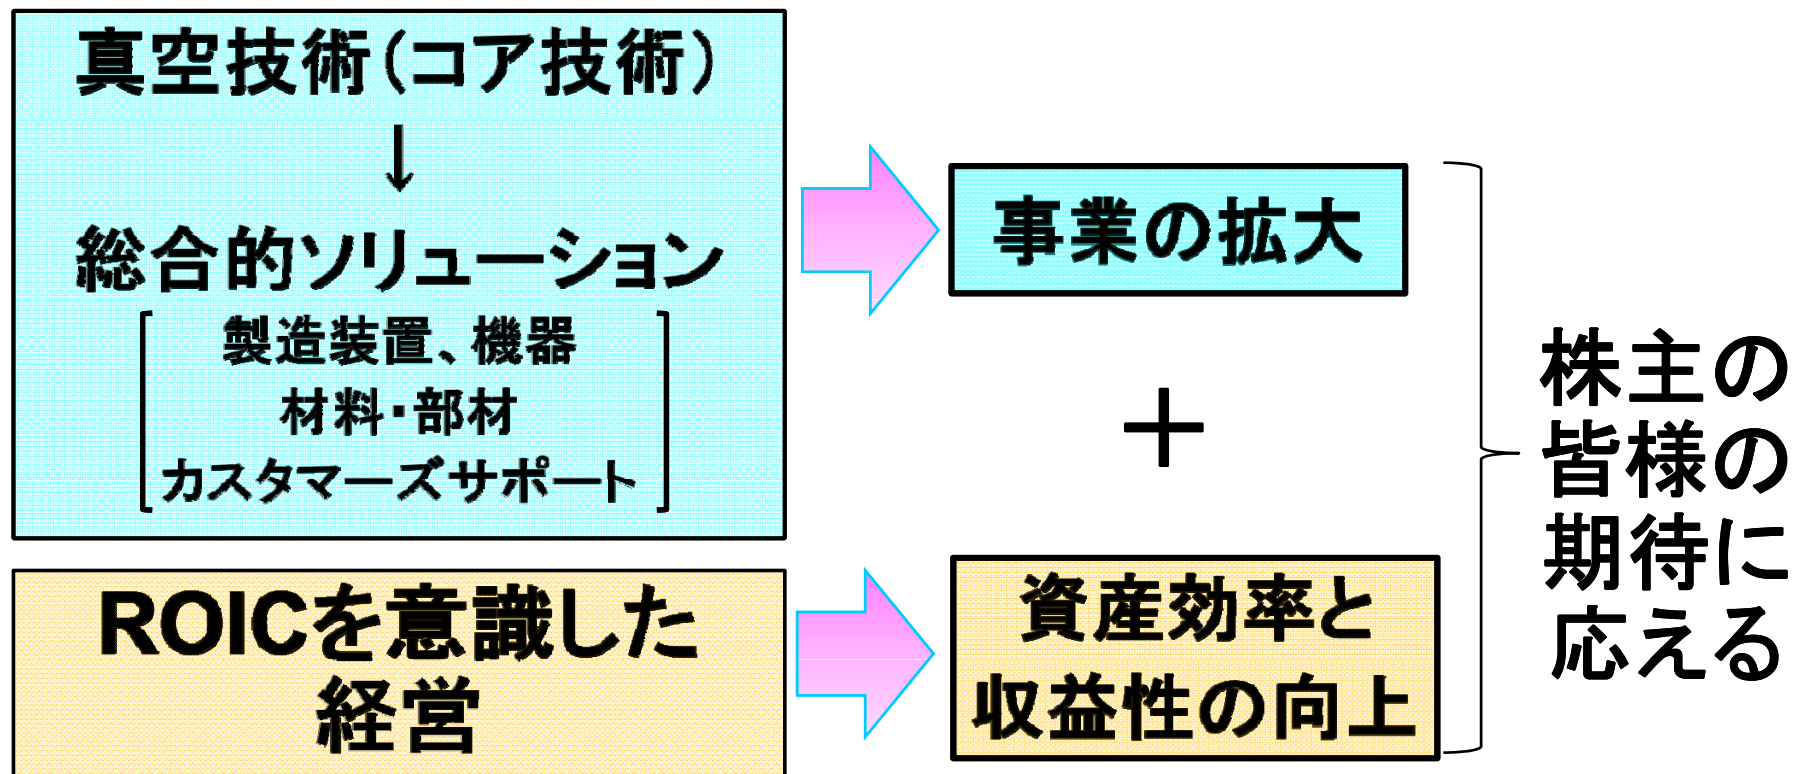 真空技術(コア技術)
↓
総合的ソリューション
製造装置、機器
材料・部材
カスタマーズサポート
事業の拡大
+
ROICを意識した
経営
資産効率と
収益性の向上
株主の
皆様の
期待に
応える